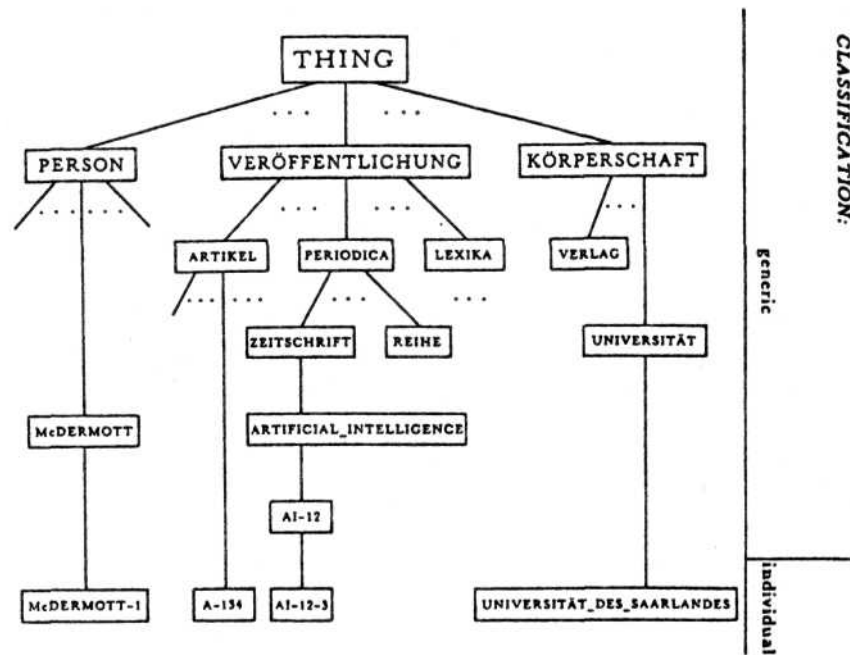 CLASSIFICATION:
THING
PERSON
VERÖFFENTLICHUNG
KÖRPERSCHAFT
ARTIKEL
PERIODICA
LEXIKA
VERLAG
generic
ZEITSCHRIFT
REIHE
UNIVERSITÄT
McDERMOTT
ARTIFICIAL_INTELLIGENCE
AI-12
individual
McDERMOTT-1
A-134
AI-12-3
UNIVERSITÄT_DES_SAARLANDES